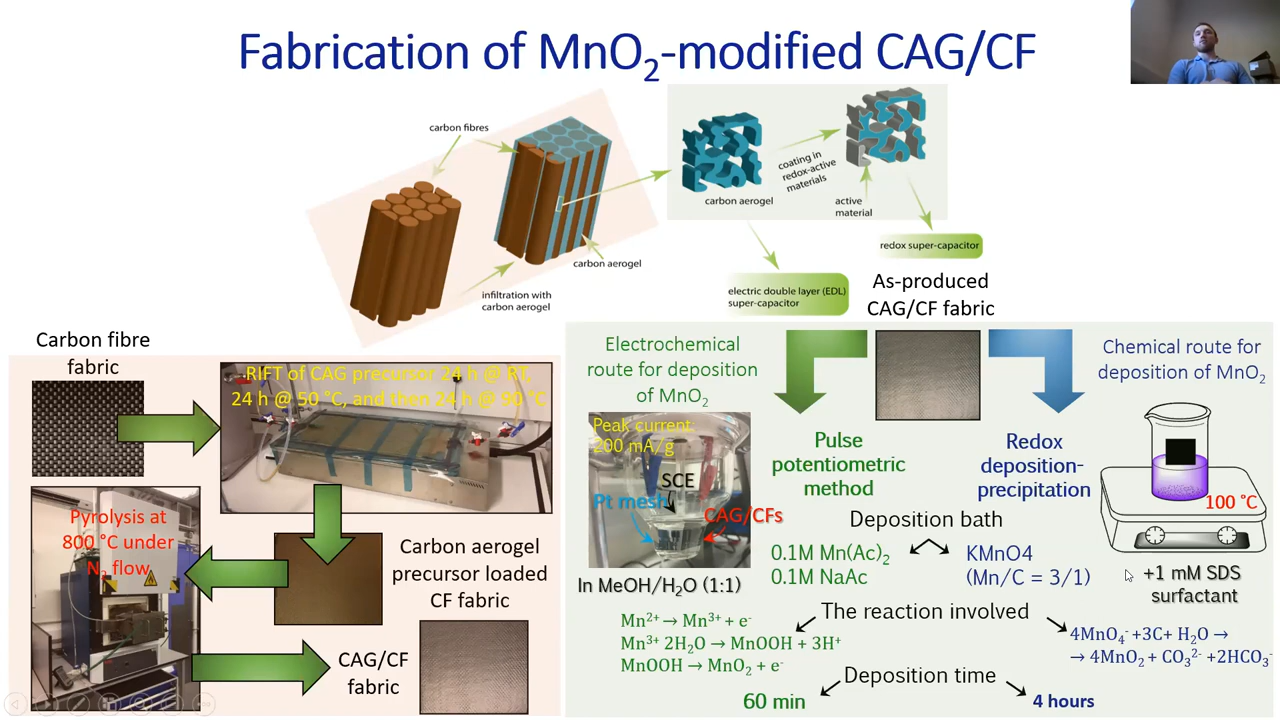 Fabrication of MnO₂-modified CAG/CF
carbon fibres
infiltration with
carbon aerogel
carbon aerogel
carbon aerogel
coating in
redox-active
materials
active
material
redox super-capacitor
electric double layer (EDL)
super-capacitor
As-produced
CAG/CF fabric
Carbon fibre
fabric
RIFT of CAG precursor 24 h @ RT,
24 h @ 50 °C, and then 24 h @ 90 °C
Pyrolysis at
800 °C under
N₂ flow
Carbon aerogel
precursor loaded
CF fabric
CAG/CF
fabric
Electrochemical
route for deposition
of MnO₂
Chemical route for
deposition of MnO₂
Peak current
200 mA/g
SCE
Pt mesh
CAG/CFs
In MeOH/H₂O (1:1)
Pulse
potentiometric
method
Redox
deposition-
precipitation
100 °C
+1 mM SDS
surfactant
Deposition bath
0.1M Mn(Ac)₂
0.1M NaAc
KMnO4
(Mn/C = 3/1)
The reaction involved
Mn²⁺ → Mn³⁺ + e⁻
Mn³⁺ 2H₂O → MnOOH + 3H⁺
MnOOH → MnO₂ + e⁻
4MnO₄⁻ +3C+ H₂O →
→ 4MnO₂ + CO₃²⁻ +2HCO₃⁻
Deposition time
60 min
4 hours